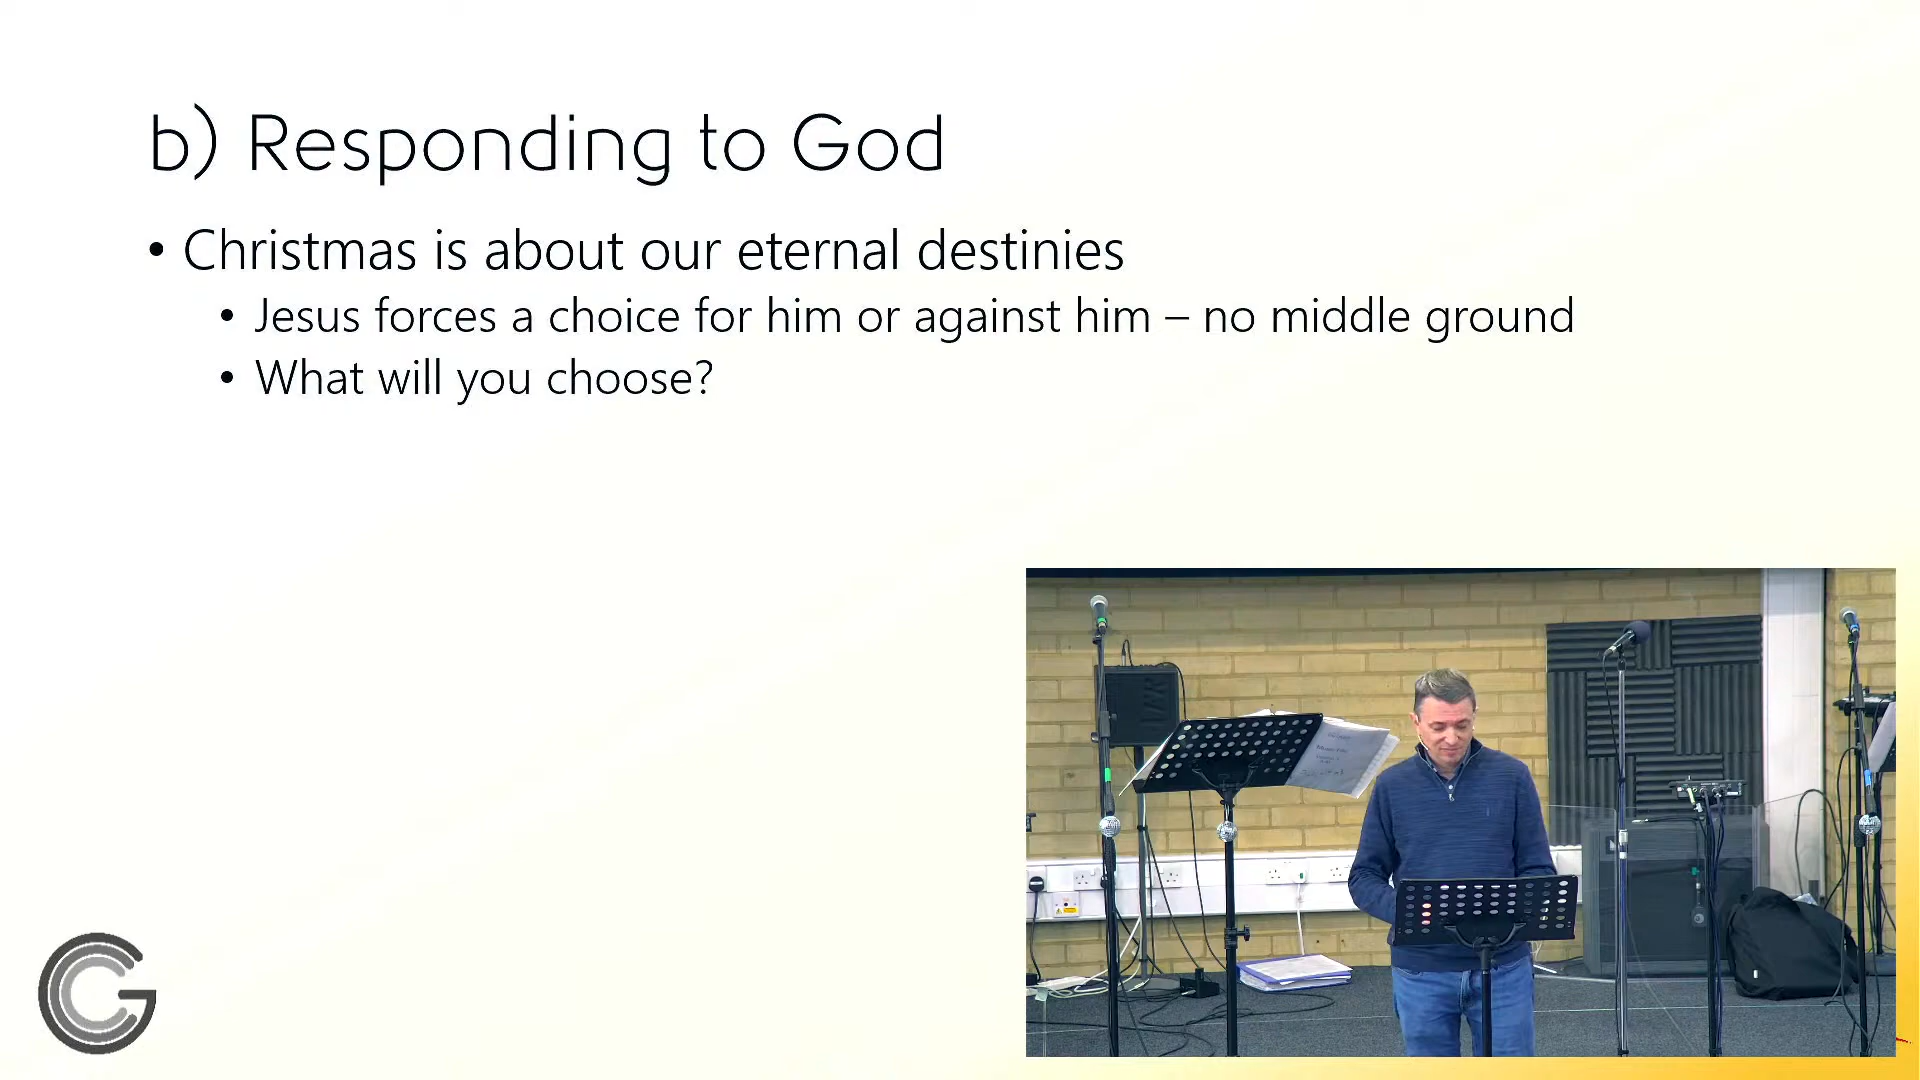 b) Responding to God
• Christmas is about our eternal destinies
• Jesus forces a choice for him or against him – no middle ground
• What will you choose?